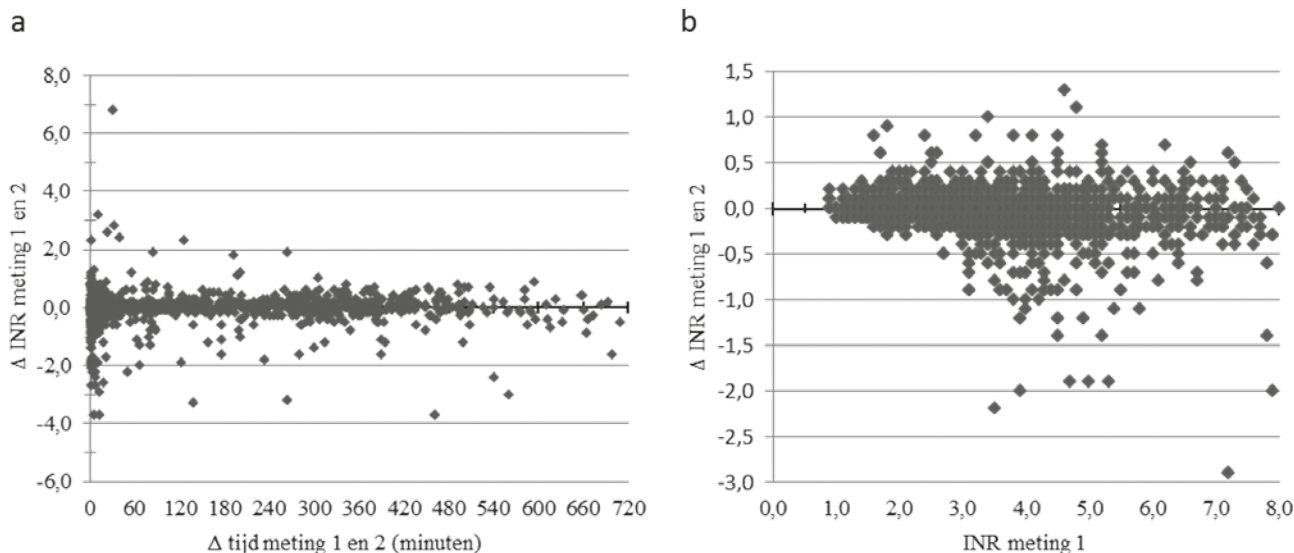 a
Δ INR meting 1 en 2
8,0
6,0
4,0
2,0
0,0
-2,0
-4,0
-6,0
0 60 120 180 240 300 360 420 480 540 600 660 720
Δ tijd meting 1 en 2 (minuten)
b
Δ INR meting 1 en 2
1,5
1,0
0,5
0,0
-0,5
-1,0
-1,5
-2,0
-2,5
-3,0
0,0 1,0 2,0 3,0 4,0 5,0 6,0 7,0 8,0
INR meting 1